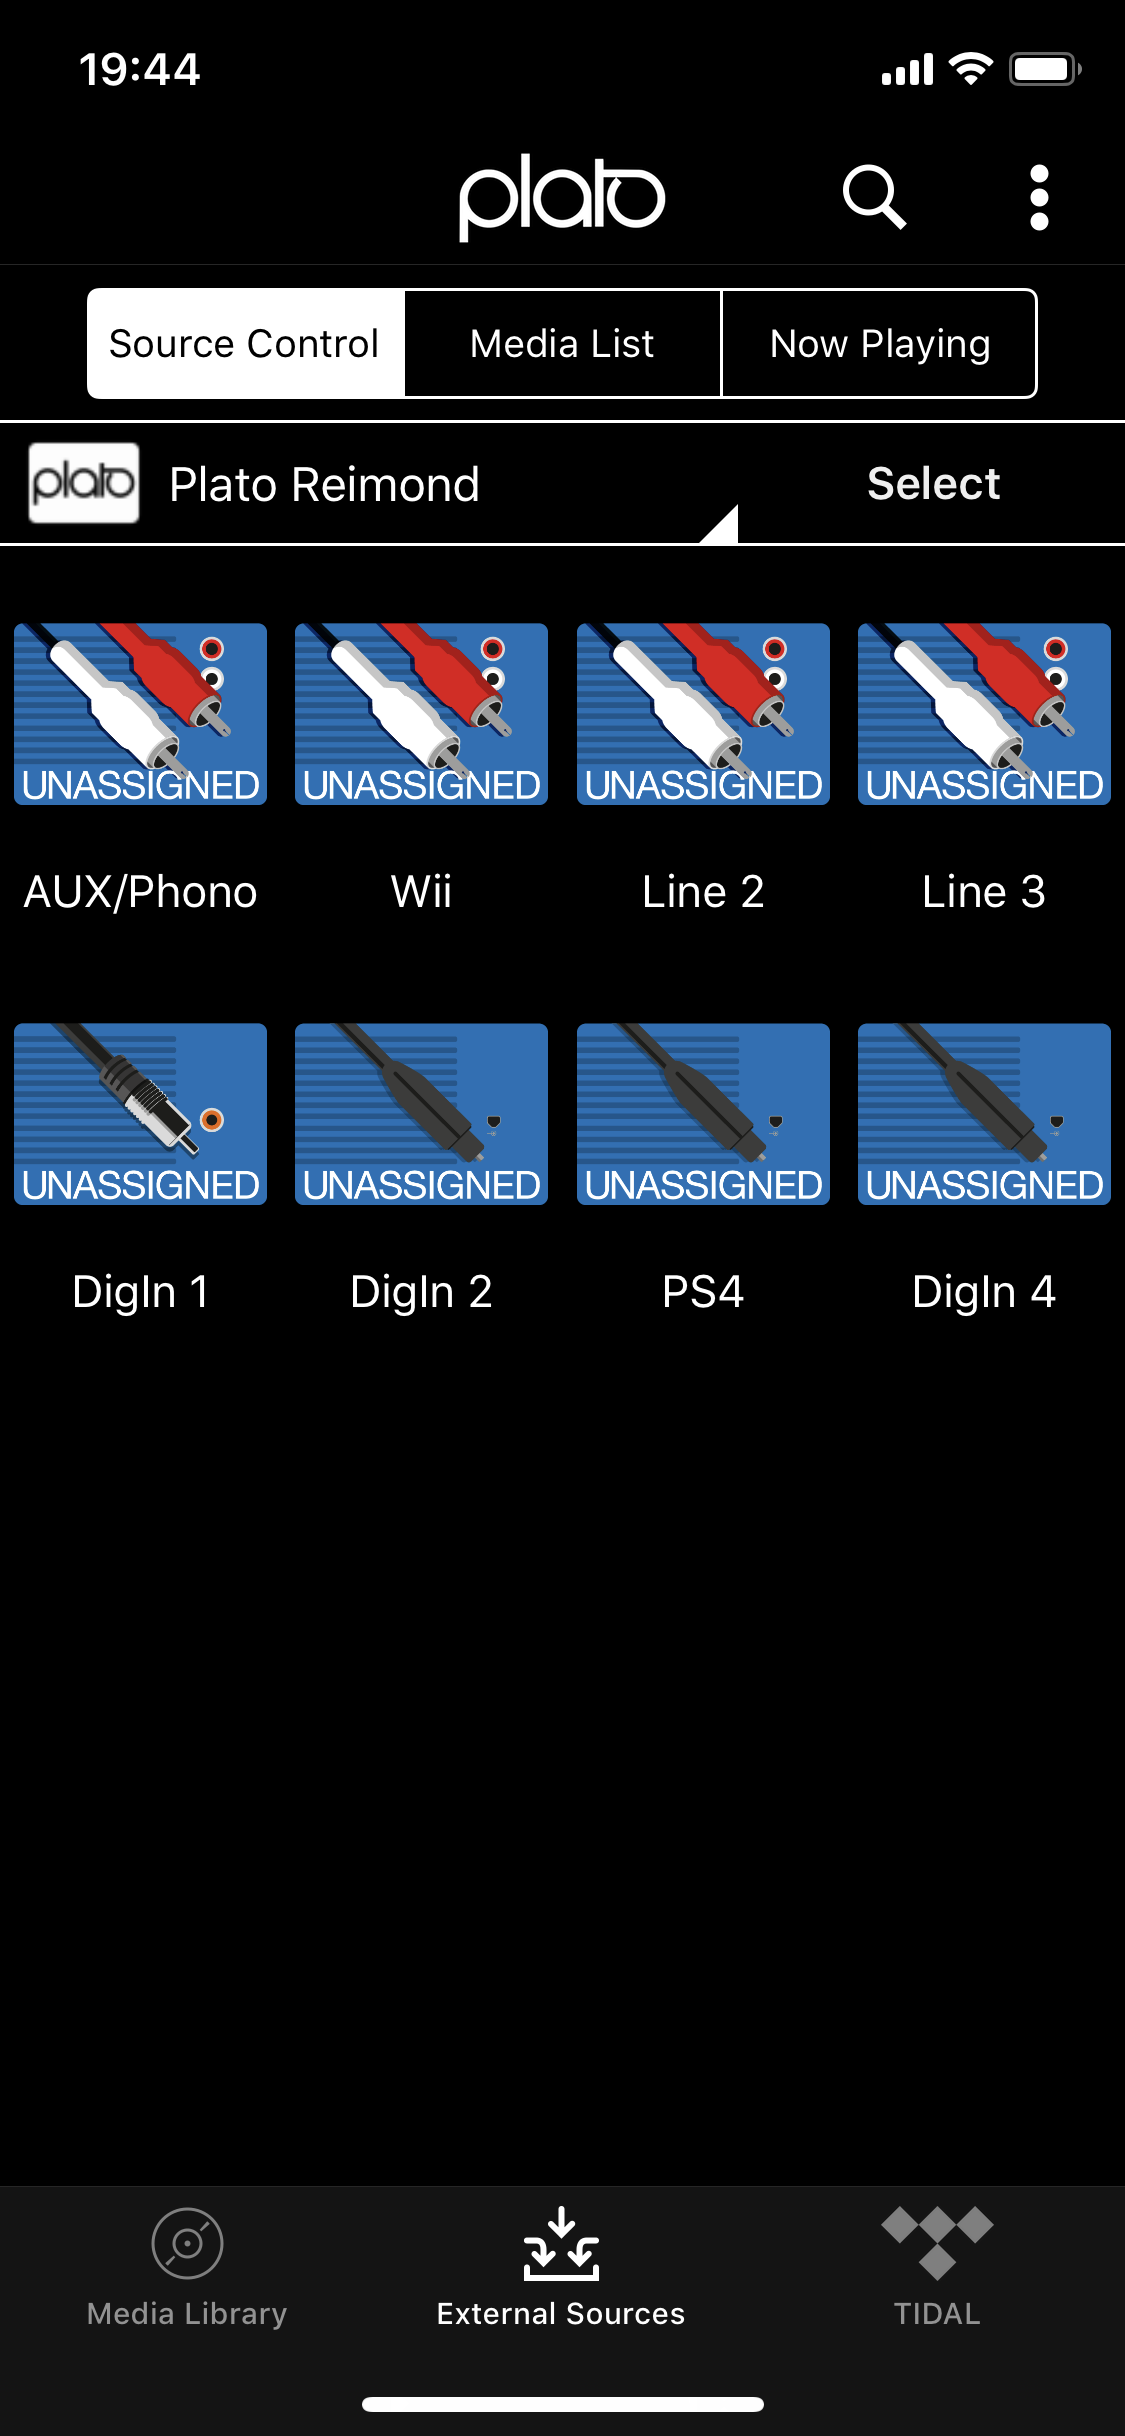 19:44
plato
Source Control Media List Now Playing
plato Plato Reimond Select
UNASSIGNED UNASSIGNED UNASSIGNED UNASSIGNED
AUX/Phono Wii Line 2 Line 3
UNASSIGNED UNASSIGNED UNASSIGNED UNASSIGNED
DigIn 1 DigIn 2 PS4 DigIn 4
Media Library External Sources TIDAL